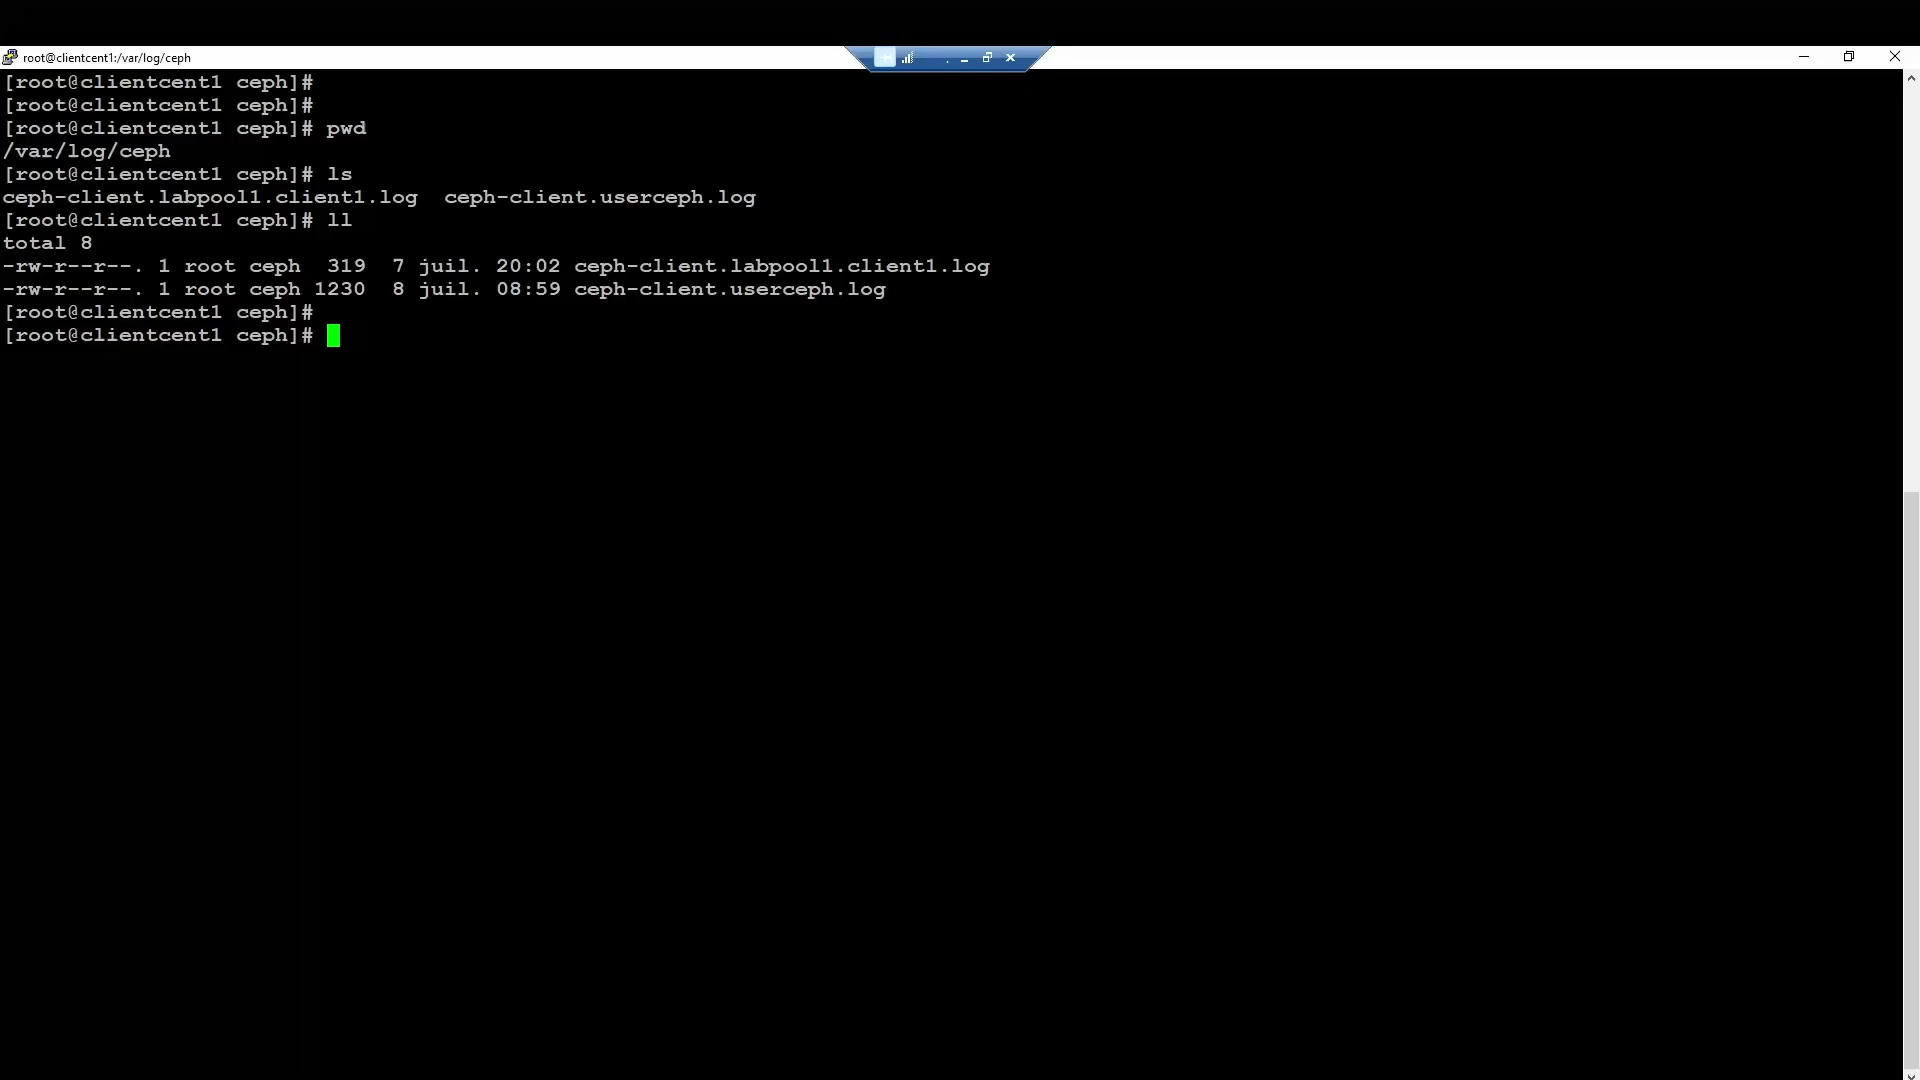 root@clientcent1:/var/log/ceph
[root@clientcent1 ceph]#
[root@clientcent1 ceph]#
[root@clientcent1 ceph]# pwd
/var/log/ceph
[root@clientcent1 ceph]# ls
ceph-client.labpool1.client1.log  ceph-client.userceph.log
[root@clientcent1 ceph]# ll
total 8
-rw-r--r--. 1 root ceph  319  7 juil. 20:02 ceph-client.labpool1.client1.log
-rw-r--r--. 1 root ceph 1230  8 juil. 08:59 ceph-client.userceph.log
[root@clientcent1 ceph]#
[root@clientcent1 ceph]#